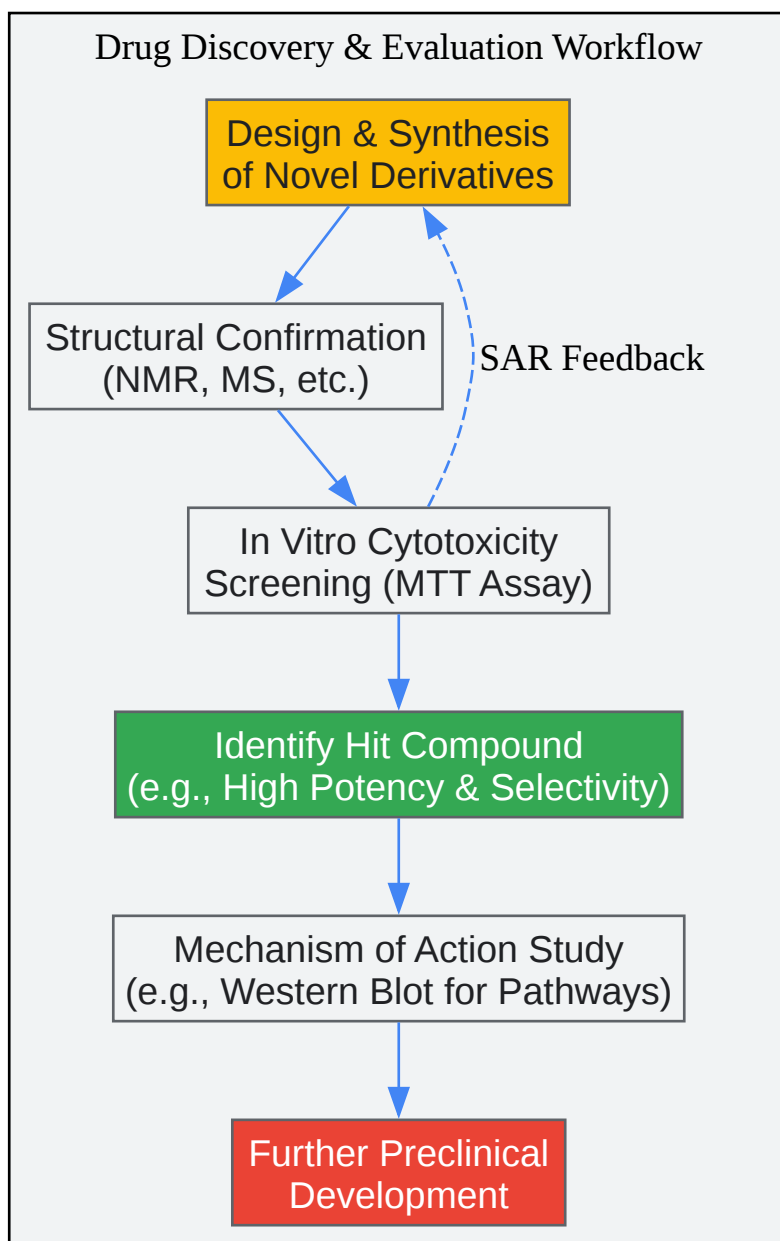 Drug Discovery & Evaluation Workflow
Design & Synthesis
of Novel Derivatives
Structural Confirmation
(NMR, MS, etc.)
SAR Feedback
In Vitro Cytotoxicity
Screening (MTT Assay)
Identify Hit Compound
(e.g., High Potency & Selectivity)
Mechanism of Action Study
(e.g., Western Blot for Pathways)
Further Preclinical
Development